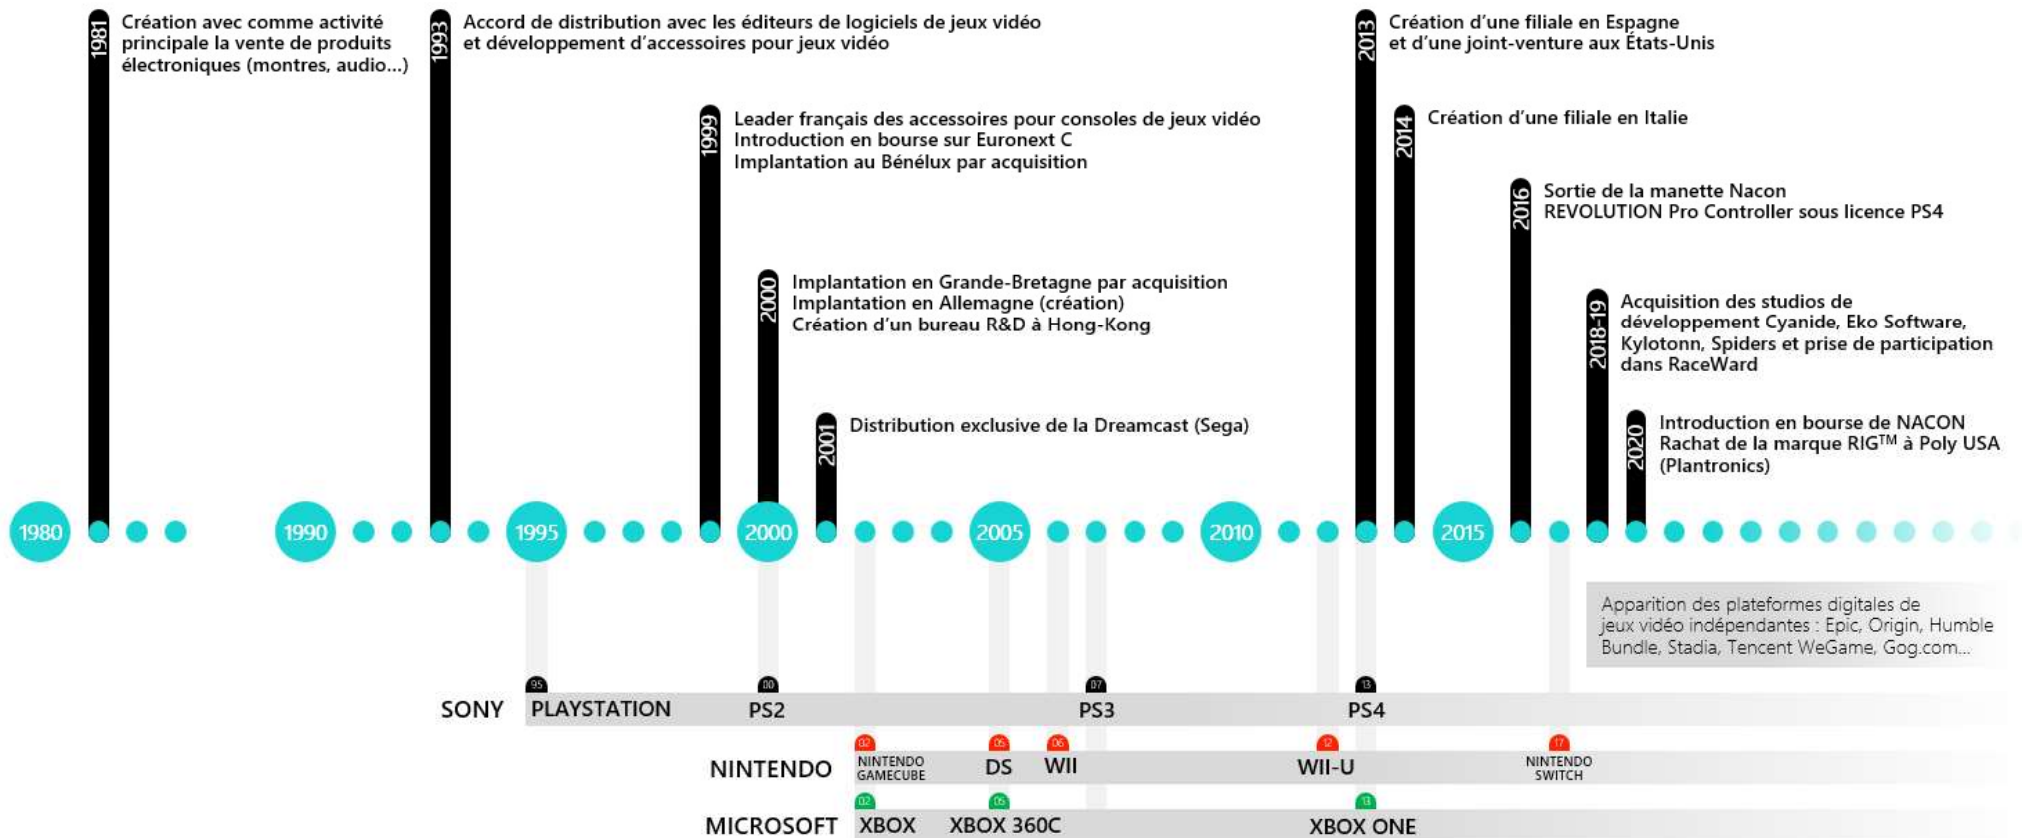 1981
Création avec comme activité
principale la vente de produits
électroniques (montres, audio...)
1993
Accord de distribution avec les éditeurs de logiciels de jeux vidéo
et développement d'accessoires pour jeux vidéo
1999
Leader français des accessoires pour consoles de jeux vidéo
Introduction en bourse sur Euronext C
Implantation au Bénélux par acquisition
2000
Implantation en Grande-Bretagne par acquisition
Implantation en Allemagne (création)
Création d'un bureau R&D à Hong-Kong
2001
Distribution exclusive de la Dreamcast (Sega)
2013
Création d'une filiale en Espagne
et d'une joint-venture aux États-Unis
2014
Création d'une filiale en Italie
2016
Sortie de la manette Nacon
REVOLUTION Pro Controller sous licence PS4
2018-19
Acquisition des studios de
développement Cyanide, Eko Software,
Kylotonn, Spiders et prise de participation
dans RaceWard
2020
Introduction en bourse de NACON
Rachat de la marque RIG™ à Poly USA
(Plantronics)
1980 1990 1995 2000 2005 2010 2015
Apparition des plateformes digitales de
jeux vidéo indépendantes : Epic, Origin, Humble
Bundle, Stadia, Tencent WeGame, Gog.com...
95 00 07 13
SONY PLAYSTATION PS2 PS3 PS4
02 05 06 12 17
NINTENDO NINTENDO GAMECUBE DS WII WII-U NINTENDO SWITCH
02 05 13
MICROSOFT XBOX XBOX 360C XBOX ONE